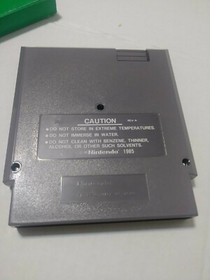 CAUTION
• DO NOT STORE IN EXTREME TEMPERATURES.
• DO NOT IMMERSE IN WATER.
• DO NOT CLEAN WITH BENZENE, THINNER,
ALCOHOL OR OTHER SUCH SOLVENTS.
Nintendo 1985